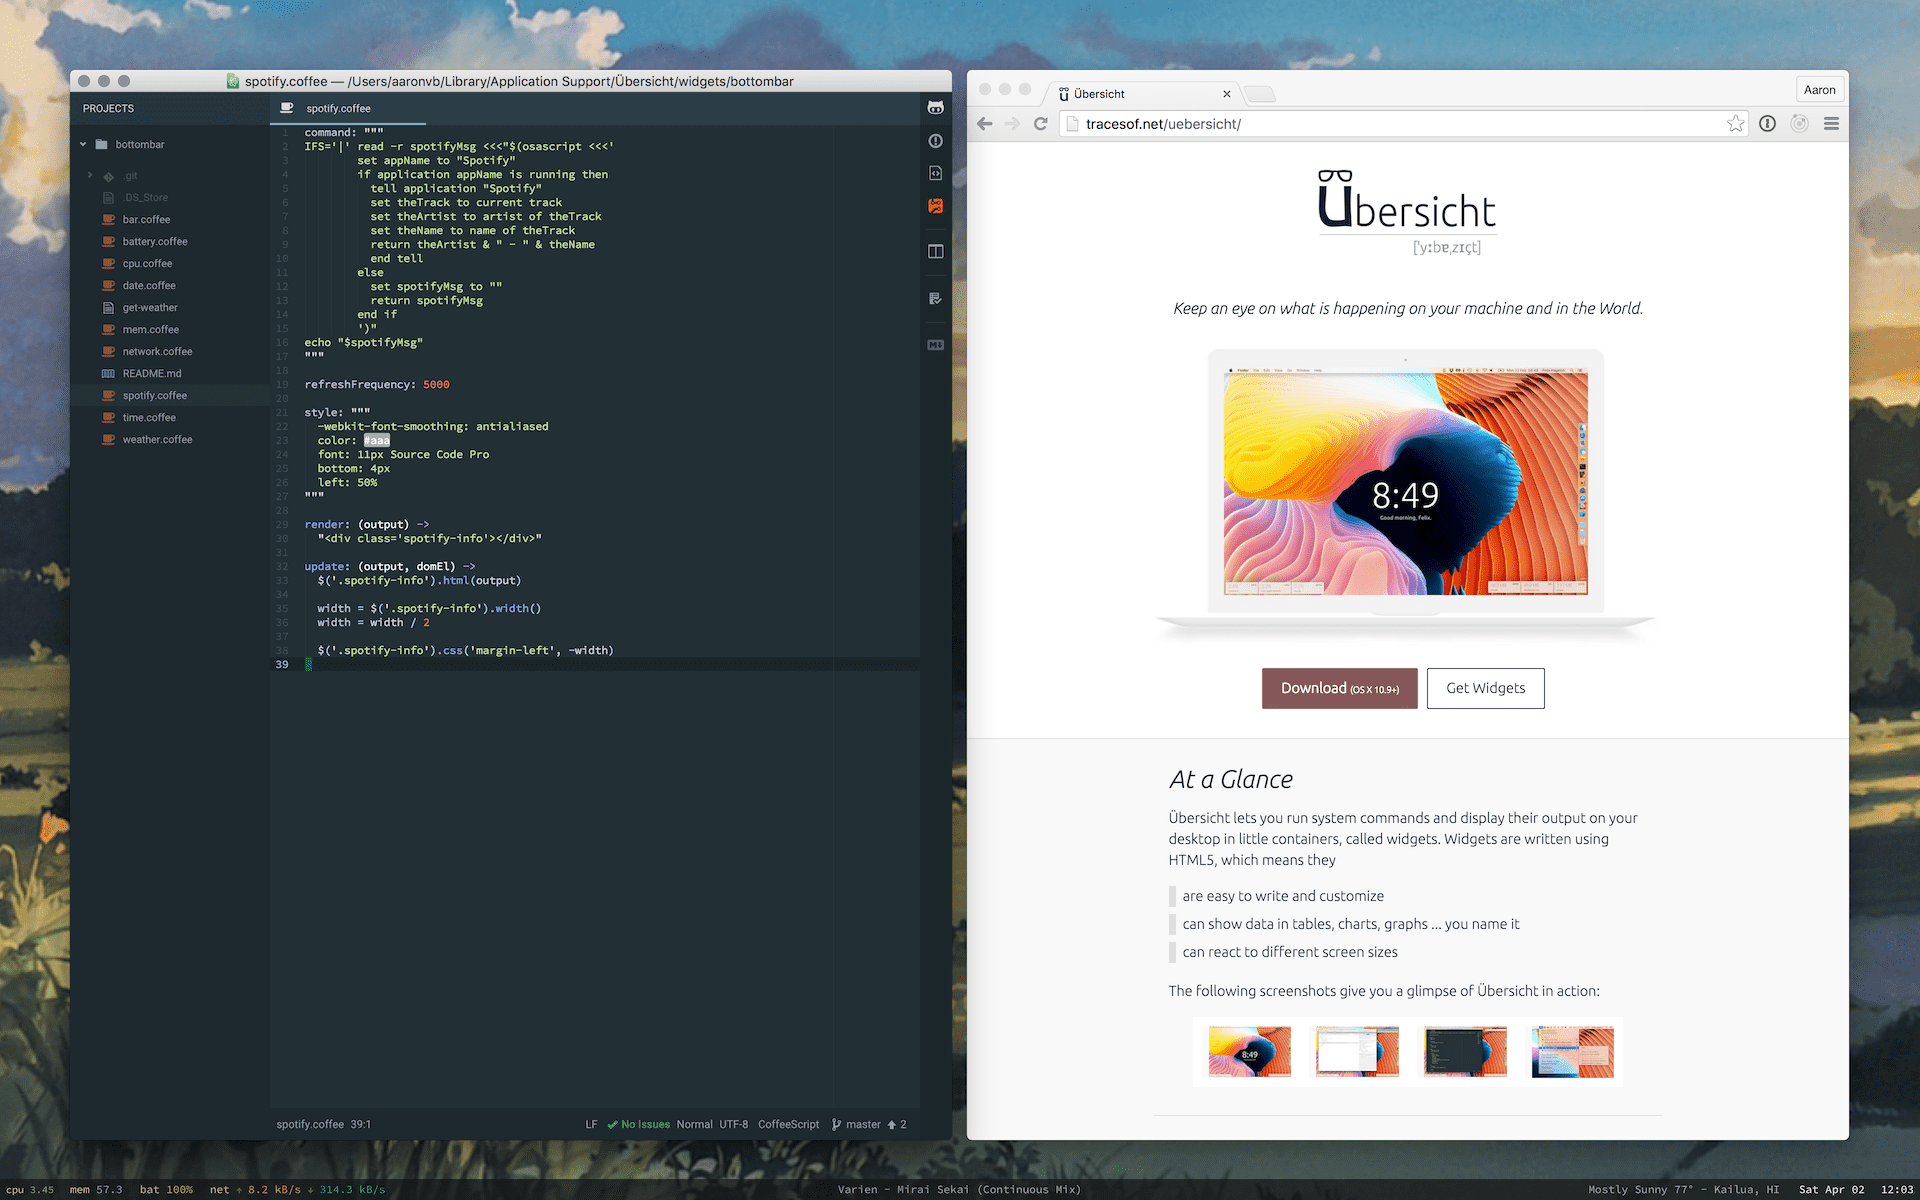 spotify.coffee — /Users/aaronvb/Library/Application Support/Übersicht/widgets/bottombar
PROJECTS
bottombar
.git
.DS_Store
bar.coffee
battery.coffee
cpu.coffee
date.coffee
get-weather
mem.coffee
network.coffee
README.md
spotify.coffee
time.coffee
weather.coffee
spotify.coffee
1 command: """
2 IFS='|' read -r spotifyMsg <<<"$(osascript <<<'
3 set appName to "Spotify"
4 if application appName is running then
5 tell application "Spotify"
6 set theTrack to current track
7 set theArtist to artist of theTrack
8 set theName to name of theTrack
9 return theArtist & " - " & theName
10 end tell
11 else
12 set spotifyMsg to ""
13 return spotifyMsg
14 end if
15 ')"
16 echo "$spotifyMsg"
17 """
18
19 refreshFrequency: 5000
20
21 style: """
22 -webkit-font-smoothing: antialiased
23 color: #aaa
24 font: 11px Source Code Pro
25 bottom: 4px
26 left: 50%
27 """
28
29 render: (output) ->
30 "<div class='spotify-info'></div>"
31
32 update: (output, domEl) ->
33 $('.spotify-info').html(output)
34
35 width = $('.spotify-info').width()
36 width = width / 2
37
38 $('.spotify-info').css('margin-left', -width)
39
spotify.coffee 39:1
LF No Issues Normal UTF-8 CoffeeScript master 2
Übersicht
Aaron
tracesof.net/uebersicht/
Übersicht
['y:bɐˌzɪçt]
Keep an eye on what is happening on your machine and in the World.
8:49
Good morning, Felix.
Download (OS X 10.9+)
Get Widgets
At a Glance
Übersicht lets you run system commands and display their output on your
desktop in little containers, called widgets. Widgets are written using
HTML5, which means they
are easy to write and customize
can show data in tables, charts, graphs ... you name it
can react to different screen sizes
The following screenshots give you a glimpse of Übersicht in action:
8:49
cpu 3.45 mem 57.3 bat 100% net ↑ 8.2 kB/s ↓ 314.3 kB/s
Varien - Mirai Sekai (Continuous Mix)
Mostly Sunny 77° - Kailua, HI Sat Apr 02 12:03